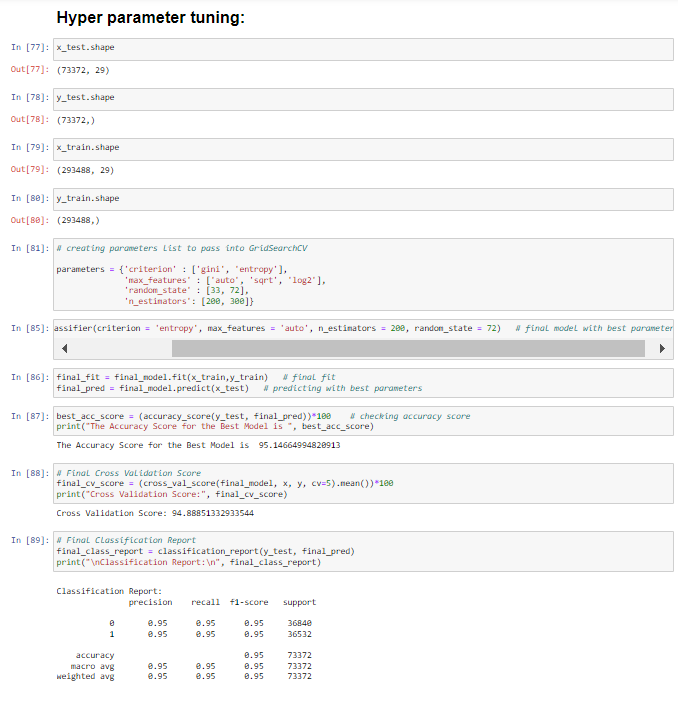 Hyper parameter tuning:
In [77]: x_test.shape
Out[77]: (73372, 29)
In [78]: y_test.shape
Out[78]: (73372,)
In [79]: x_train.shape
Out[79]: (293488, 29)
In [80]: y_train.shape
Out[80]: (293488,)
In [81]: # creating parameters list to pass into GridSearchCV
parameters = {'criterion' : ['gini', 'entropy'],
'max_features' : ['auto', 'sqrt', 'log2'],
'random_state' : [33, 72],
'n_estimators': [200, 300]}
In [85]: assifier(criterion = 'entropy', max_features = 'auto', n_estimators = 200, random_state = 72) # final model with best parameter
In [86]: final_fit = final_model.fit(x_train,y_train) # final fit
final_pred = final_model.predict(x_test) # predicting with best parameters
In [87]: best_acc_score = (accuracy_score(y_test, final_pred))*100 # checking accuracy score
print("The Accuracy Score for the Best Model is ", best_acc_score)
The Accuracy Score for the Best Model is 95.14664994820913
In [88]: # Final Cross Validation Score
final_cv_score = (cross_val_score(final_model, x, y, cv=5).mean())*100
print("Cross Validation Score:", final_cv_score)
Cross Validation Score: 94.88851332933544
In [89]: # Final Classification Report
final_class_report = classification_report(y_test, final_pred)
print("\nClassification Report:\n", final_class_report)
Classification Report:
precision recall f1-score support
0 0.95 0.95 0.95 36840
1 0.95 0.95 0.95 36532
accuracy 0.95 73372
macro avg 0.95 0.95 0.95 73372
weighted avg 0.95 0.95 0.95 73372